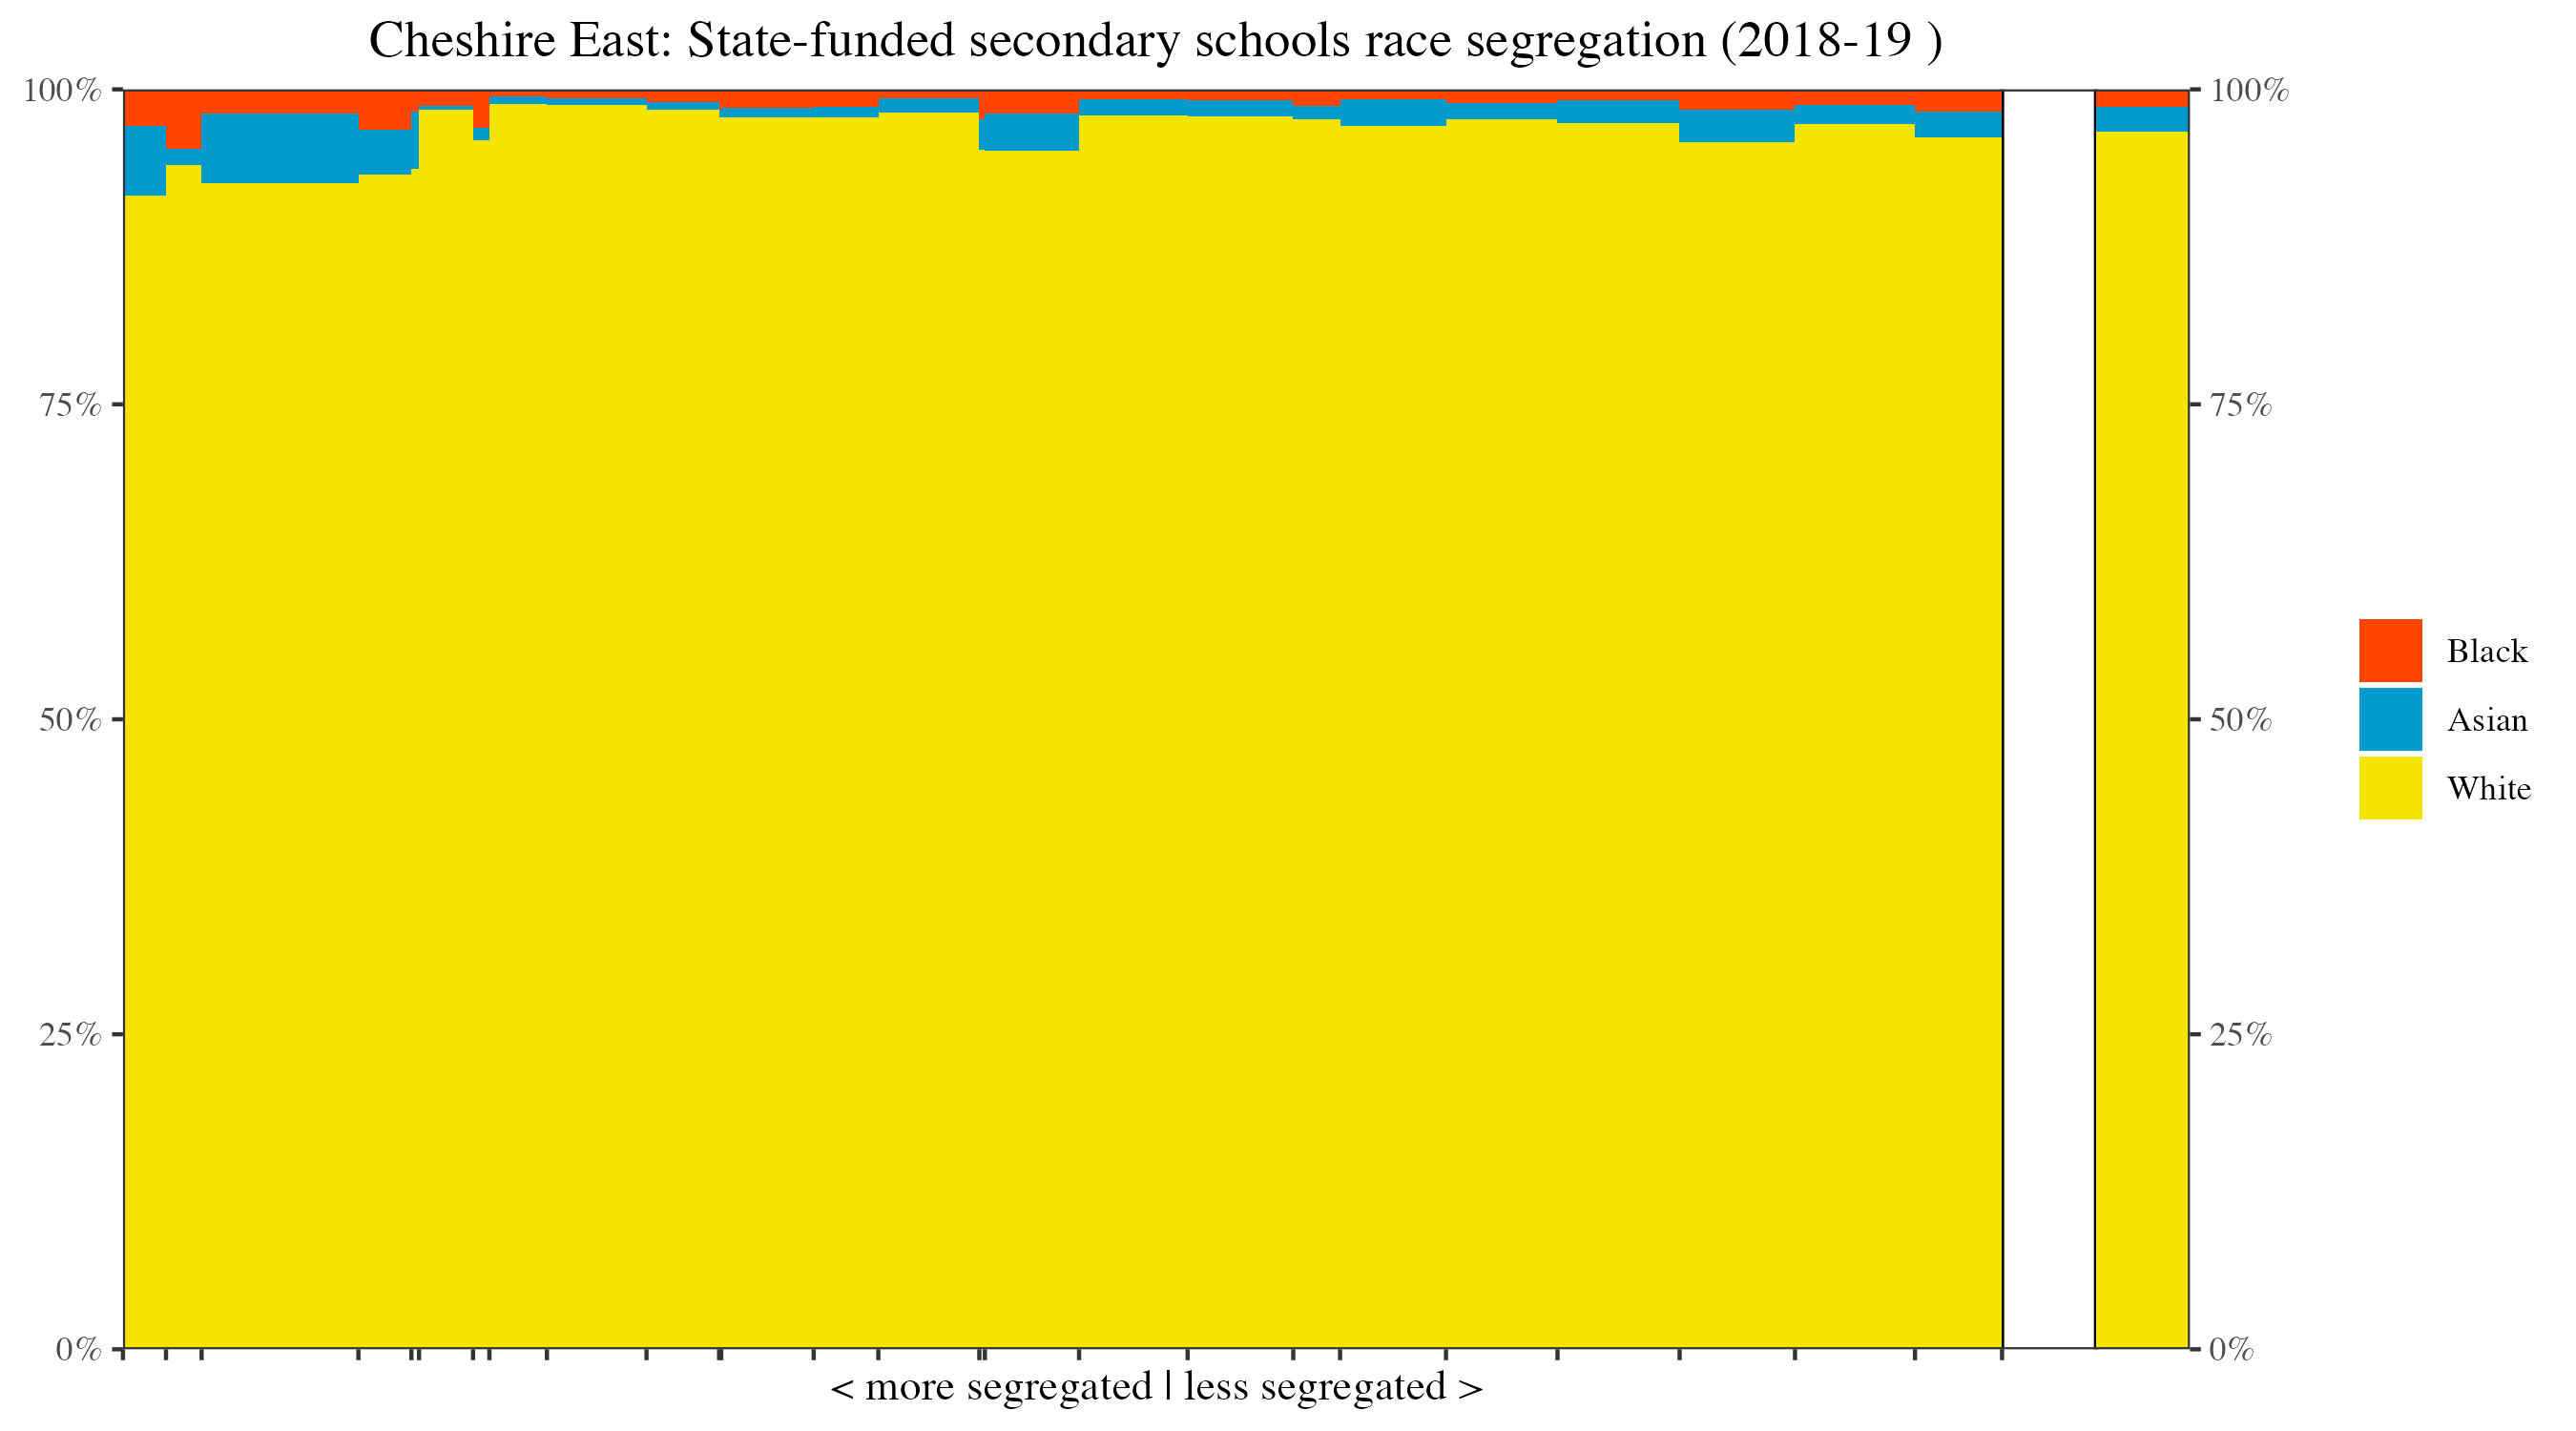 Cheshire East: State-funded secondary schools race segregation (2018-19 )
100%
75%
50%
25%
0%
100%
75%
50%
25%
0%
Black
Asian
White
< more segregated | less segregated >